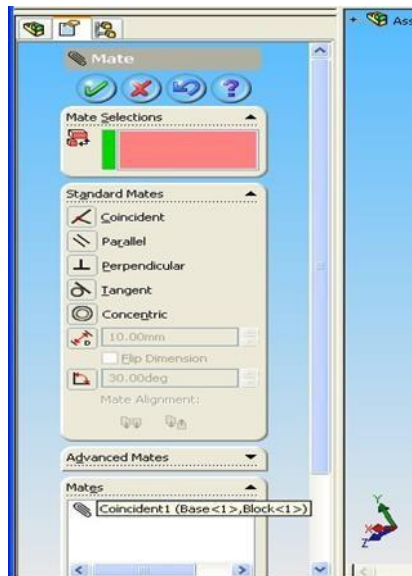 Ass
Mate
Mate Selections
Standard Mates
Coincident
Parallel
Perpendicular
Tangent
Concentric
10.00mm
Flip Dimension
30.00deg
Mate Alignment:
Advanced Mates
Mates
Coincident1 (Base<1>,Block<1>)
Y
X
Z